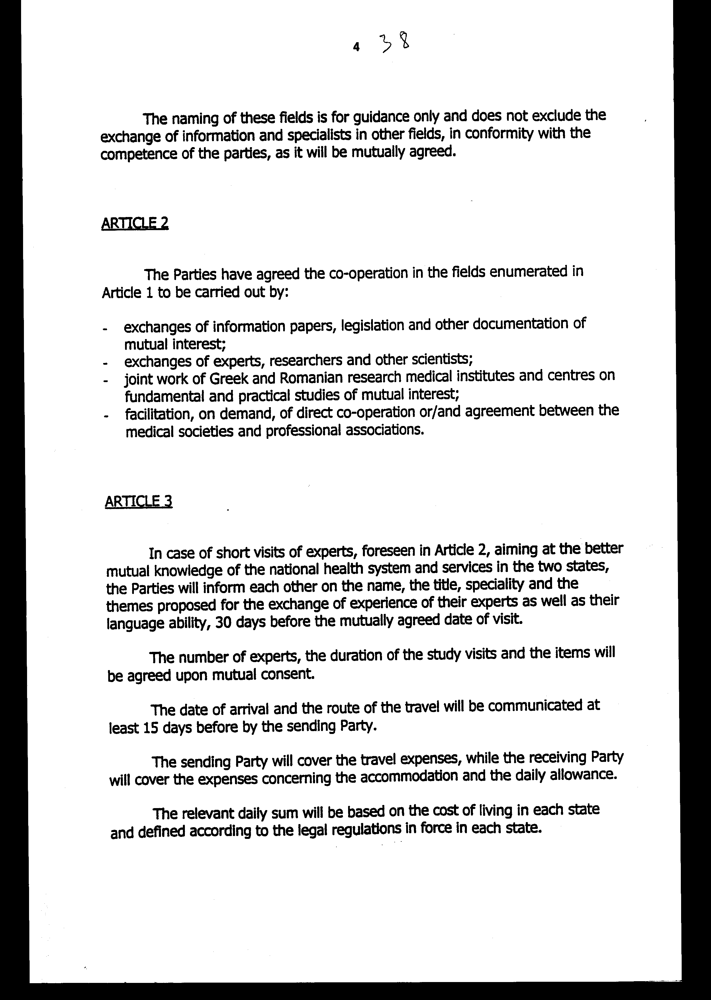 4 38
The naming of these fields is for guidance only and does not exclude the
exchange of information and specialists in other fields, in conformity with the
competence of the parties, as it will be mutually agreed.
ARTICLE 2
The Parties have agreed the co-operation in the fields enumerated in
Article 1 to be carried out by:
- exchanges of information papers, legislation and other documentation of
mutual interest;
- exchanges of experts, researchers and other scientists;
- joint work of Greek and Romanian research medical institutes and centres on
fundamental and practical studies of mutual interest;
- facilitation, on demand, of direct co-operation or/and agreement between the
medical societies and professional associations.
ARTICLE 3
In case of short visits of experts, foreseen in Article 2, aiming at the better
mutual knowledge of the national health system and services in the two states,
the Parties will inform each other on the name, the title, speciality and the
themes proposed for the exchange of experience of their experts as well as their
language ability, 30 days before the mutually agreed date of visit.
The number of experts, the duration of the study visits and the items will
be agreed upon mutual consent.
The date of arrival and the route of the travel will be communicated at
least 15 days before by the sending Party.
The sending Party will cover the travel expenses, while the receiving Party
will cover the expenses concerning the accommodation and the daily allowance.
The relevant daily sum will be based on the cost of living in each state
and defined according to the legal regulations in force in each state.